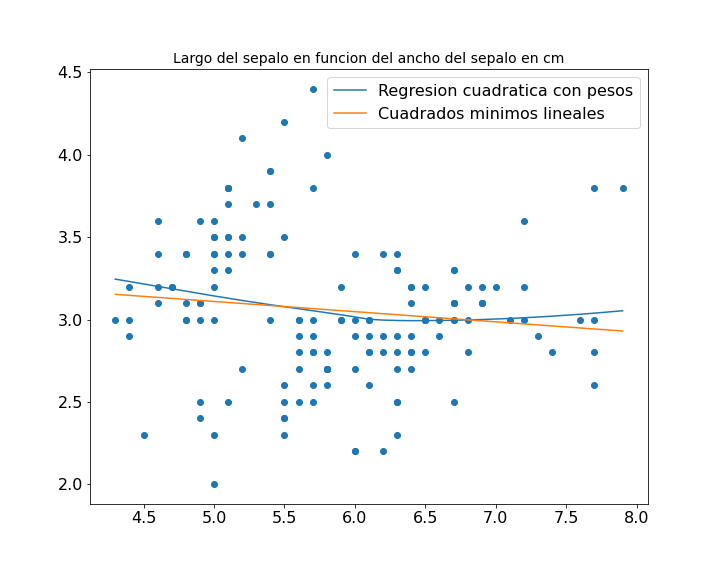 Largo del sepalo en funcion del ancho del sepalo en cm
Regresion cuadratica con pesos
Cuadrados minimos lineales
4.5
4.0
3.5
3.0
2.5
2.0
4.5 5.0 5.5 6.0 6.5 7.0 7.5 8.0